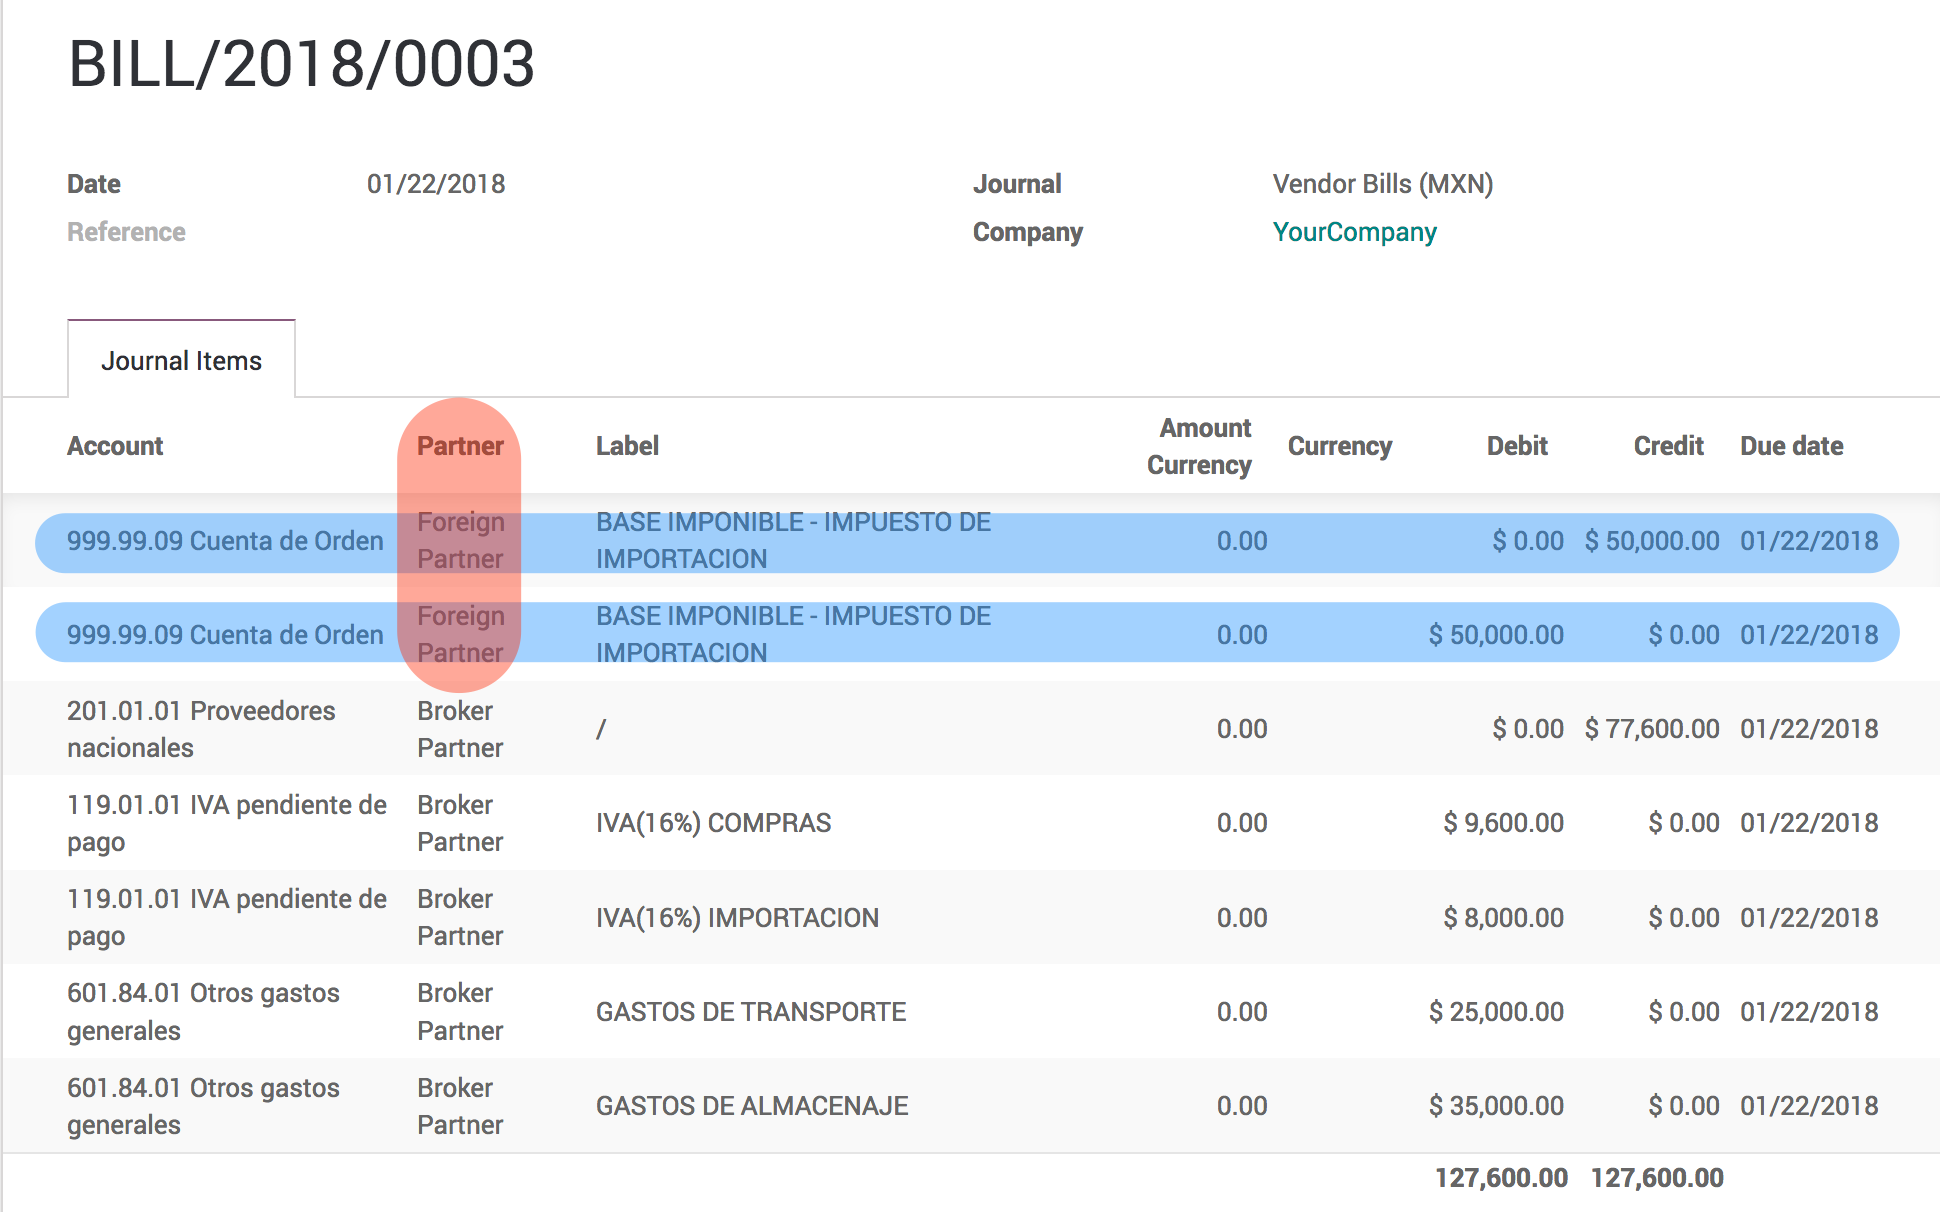 BILL/2018/0003
Date 01/22/2018 Journal Vendor Bills (MXN)
Reference Company YourCompany
Journal Items
Account Partner Label Amount Currency Currency Debit Credit Due date
999.99.09 Cuenta de Orden Foreign Partner BASE IMPONIBLE - IMPUESTO DE IMPORTACION 0.00 $ 0.00 $ 50,000.00 01/22/2018
999.99.09 Cuenta de Orden Foreign Partner BASE IMPONIBLE - IMPUESTO DE IMPORTACION 0.00 $ 50,000.00 $ 0.00 01/22/2018
201.01.01 Proveedores nacionales Broker Partner / 0.00 $ 0.00 $ 77,600.00 01/22/2018
119.01.01 IVA pendiente de pago Broker Partner IVA(16%) COMPRAS 0.00 $ 9,600.00 $ 0.00 01/22/2018
119.01.01 IVA pendiente de pago Broker Partner IVA(16%) IMPORTACION 0.00 $ 8,000.00 $ 0.00 01/22/2018
601.84.01 Otros gastos generales Broker Partner GASTOS DE TRANSPORTE 0.00 $ 25,000.00 $ 0.00 01/22/2018
601.84.01 Otros gastos generales Broker Partner GASTOS DE ALMACENAJE 0.00 $ 35,000.00 $ 0.00 01/22/2018
127,600.00 127,600.00